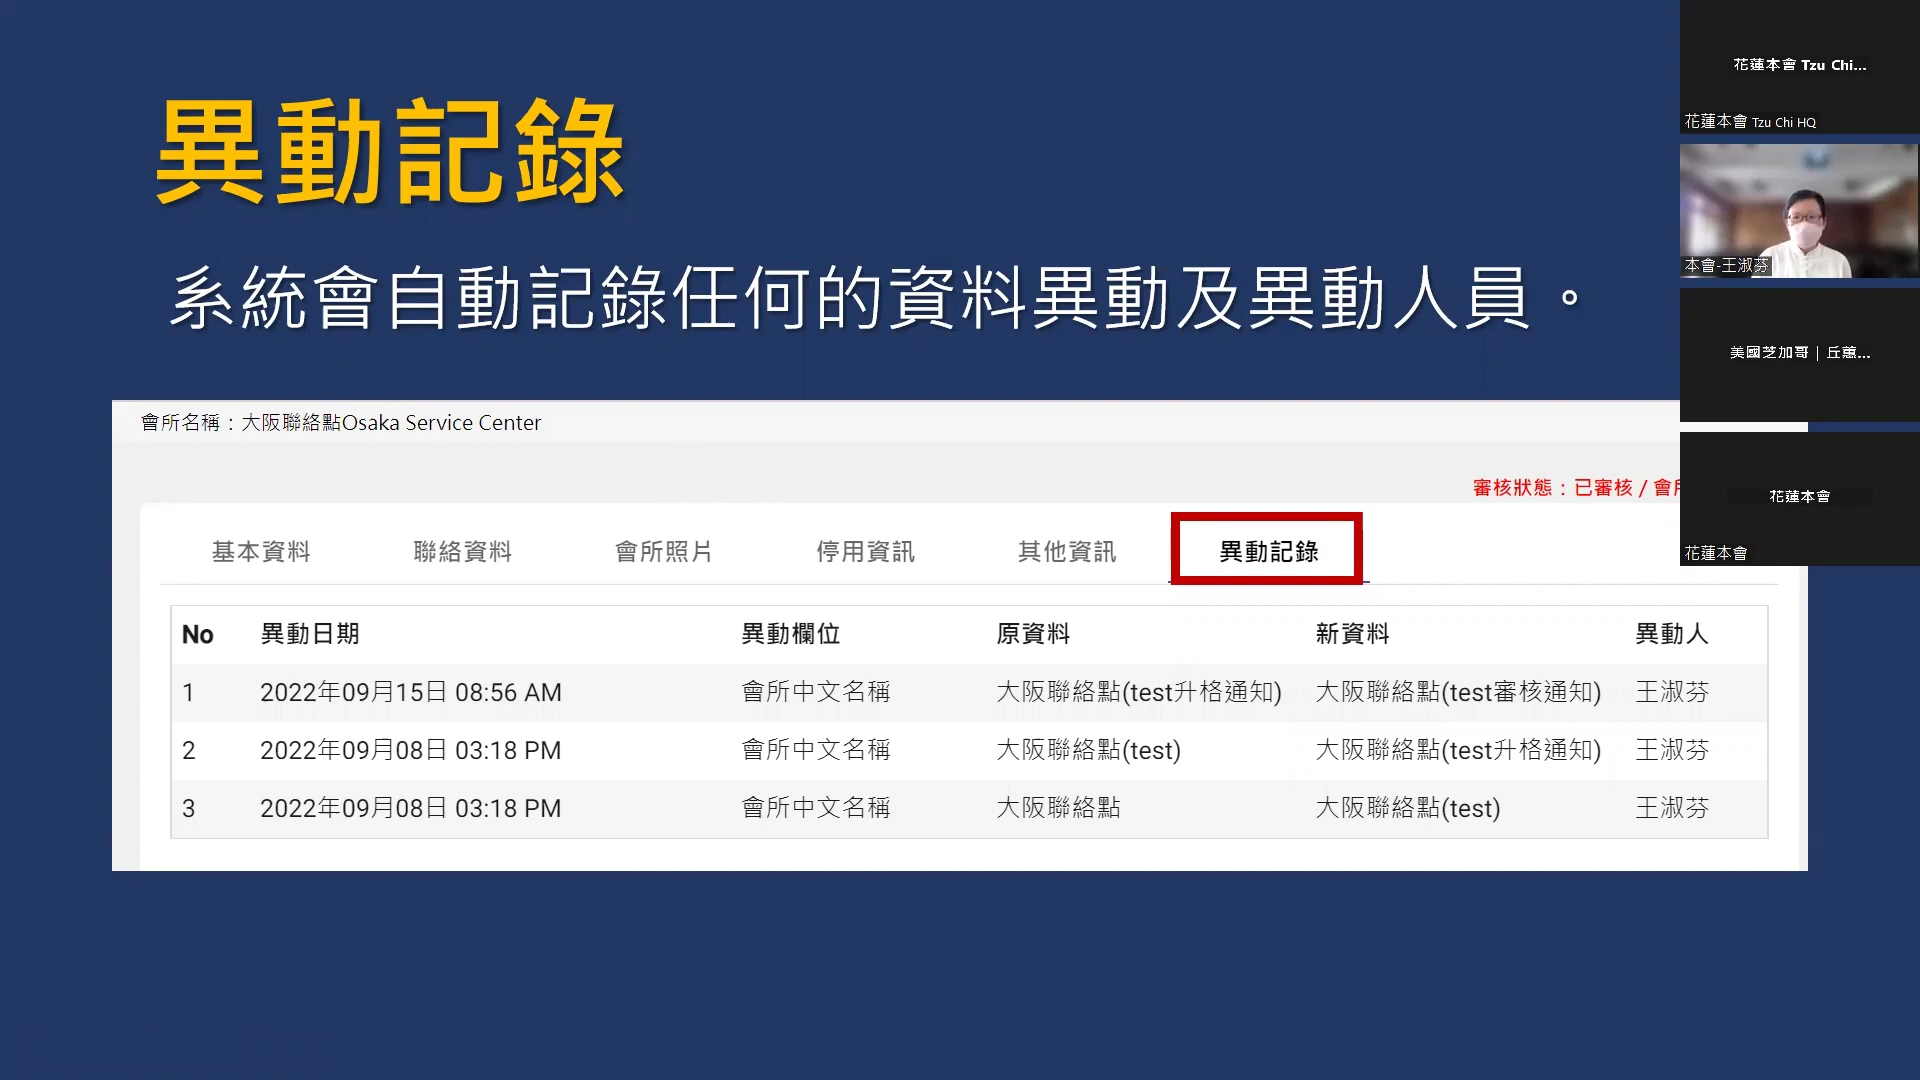 異動記錄
系統會自動記錄任何的資料異動及異動人員。
會所名稱：大阪聯絡點Osaka Service Center
審核狀態：已審核 / 會所
基本資料 聯絡資料 會所照片 停用資訊 其他資訊 異動記錄
No 異動日期 異動欄位 原資料 新資料 異動人
1 2022年09月15日 08:56 AM 會所中文名稱 大阪聯絡點(test升格通知) 大阪聯絡點(test審核通知) 王淑芬
2 2022年09月08日 03:18 PM 會所中文名稱 大阪聯絡點(test) 大阪聯絡點(test升格通知) 王淑芬
3 2022年09月08日 03:18 PM 會所中文名稱 大阪聯絡點 大阪聯絡點(test) 王淑芬
花蓮本會 Tzu Chi...
花蓮本會 Tzu Chi HQ
本會-王淑芬
美國芝加哥｜丘蕙...
花蓮本會
花蓮本會